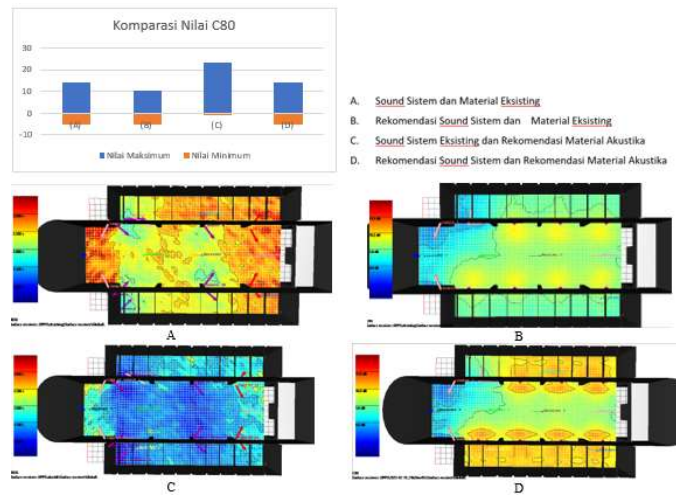 Komparasi Nilai C80
30
20
10
0
-10
(A)
(B)
(C)
(D)
Nilai Maksimum
Nilai Minimum
A. Sound Sistem dan Material Eksisting
B. Rekomendasi Sound Sistem dan Material Eksisting
C. Sound Sistem Eksisting dan Rekomendasi Material Akustika
D. Rekomendasi Sound Sistem dan Rekomendasi Material Akustika
A
B
C
D